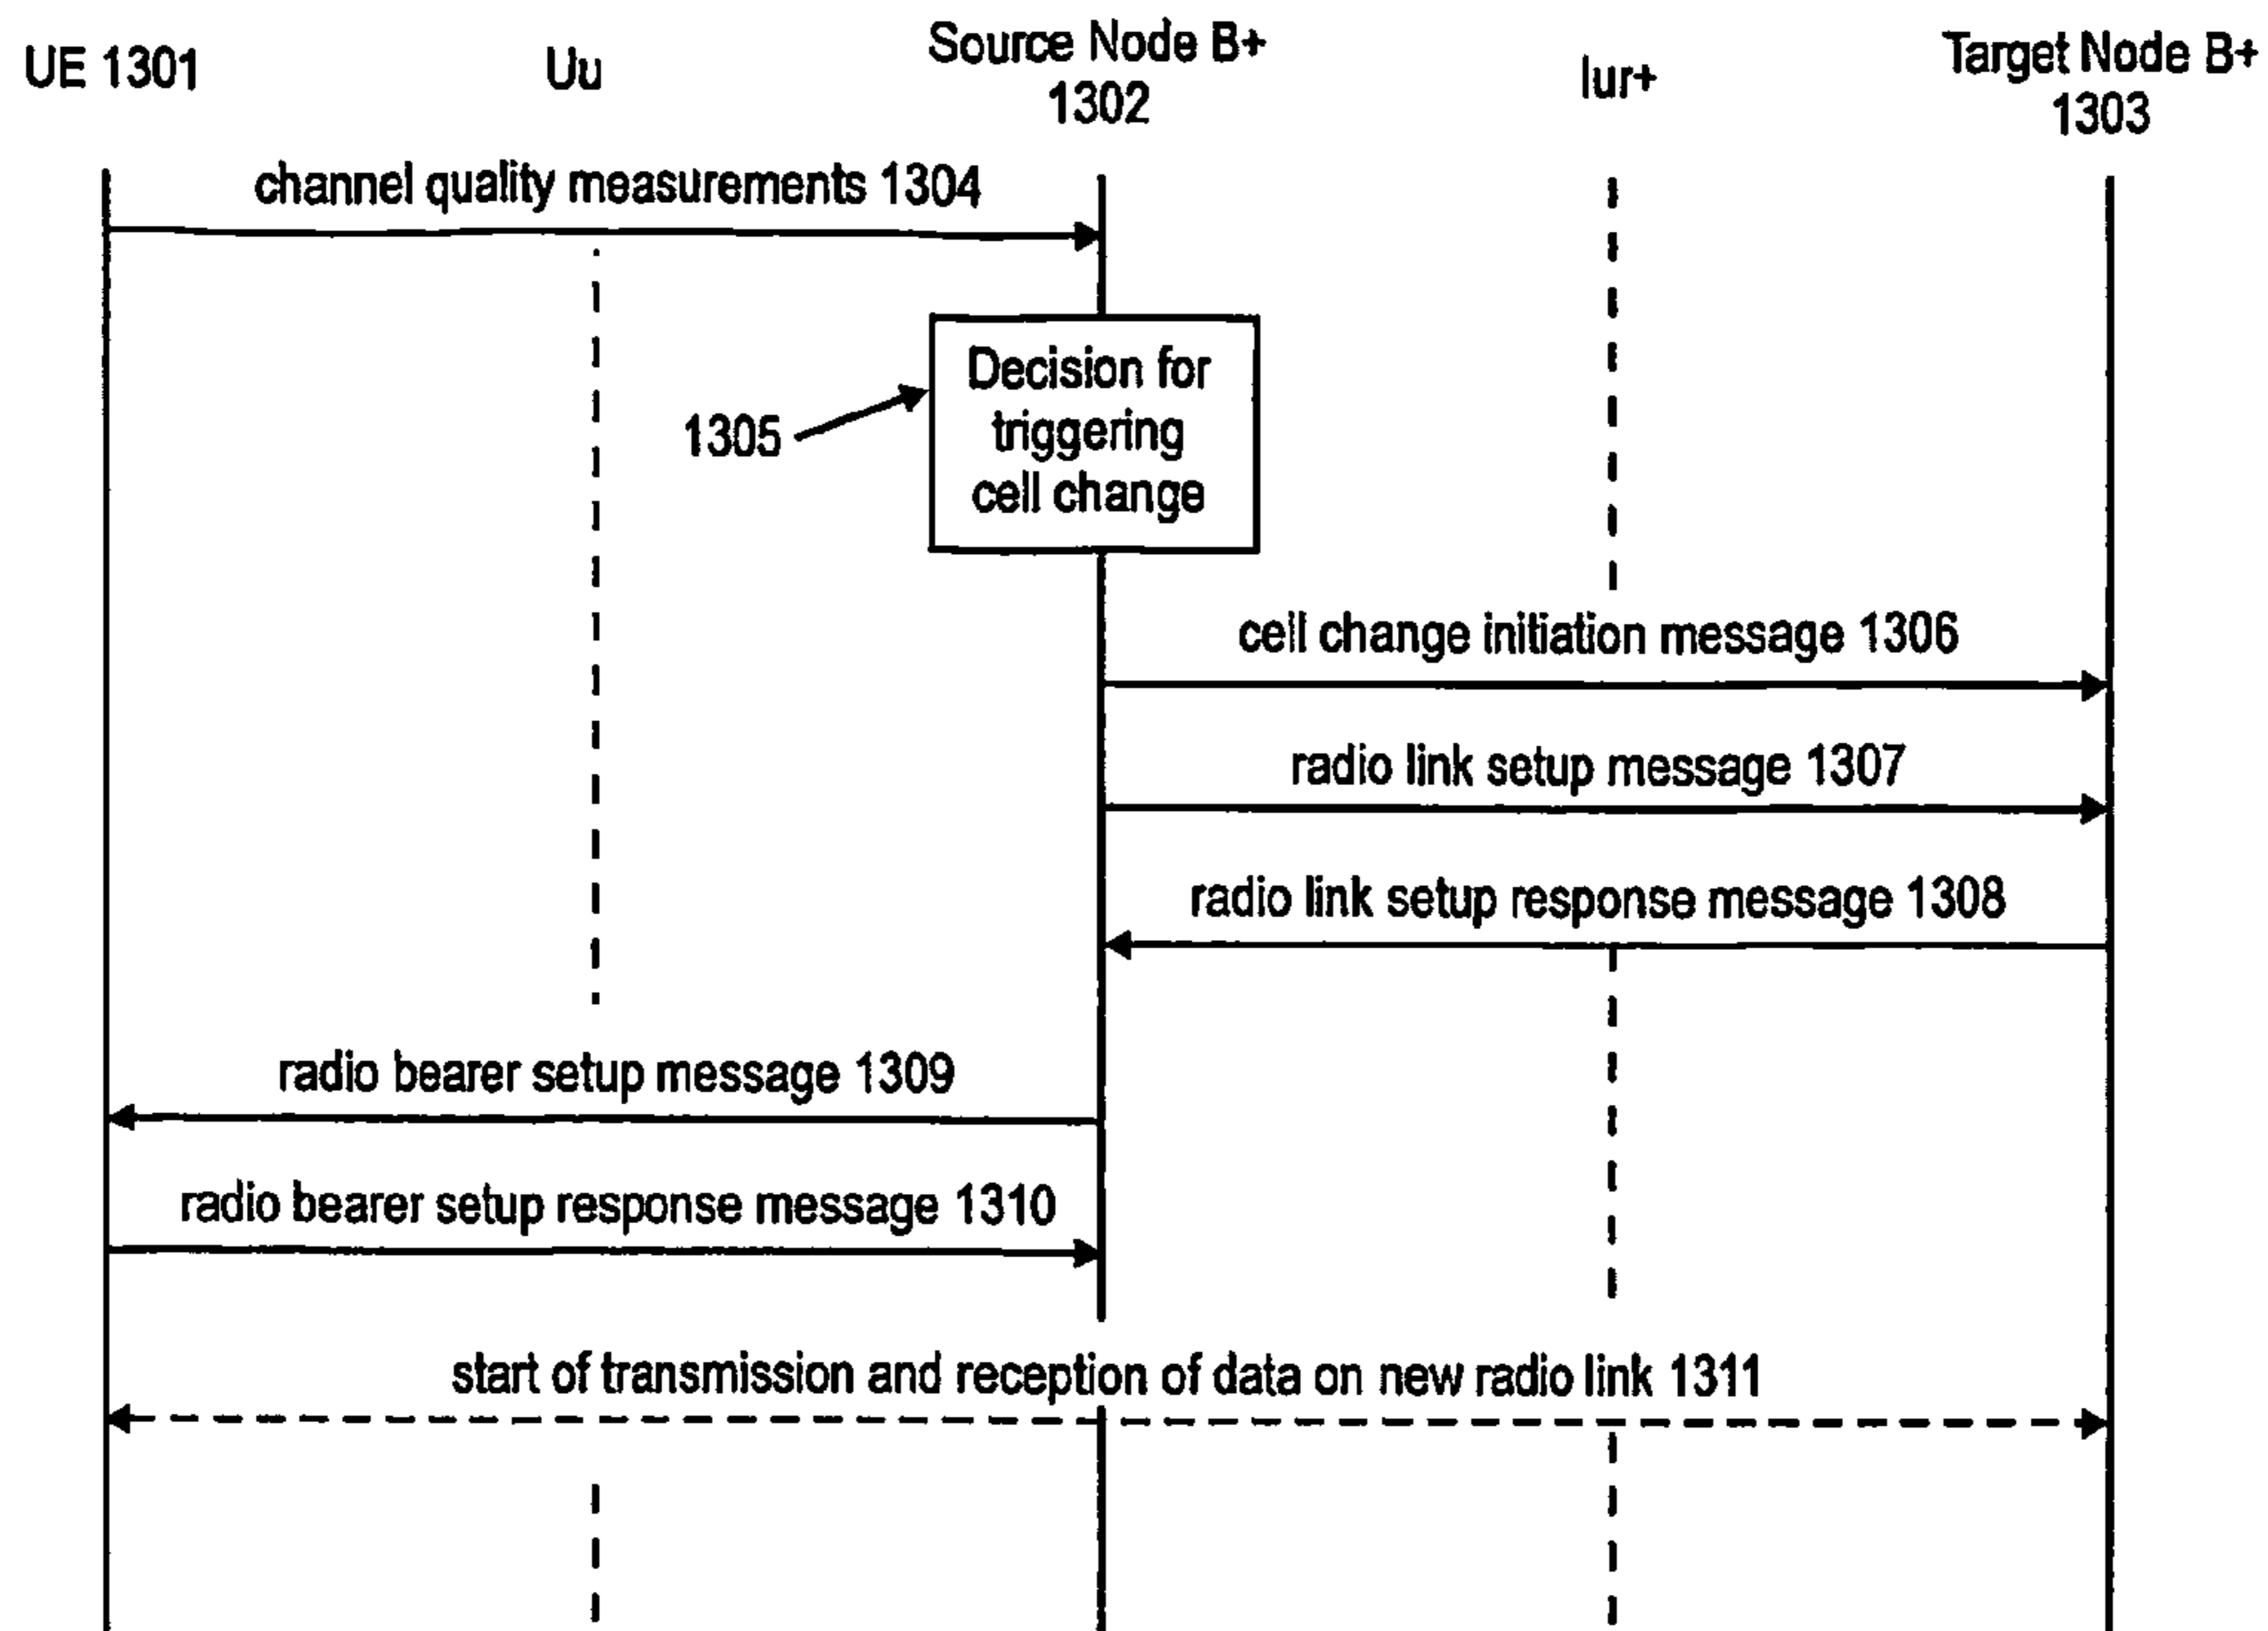 UE 1301
Uu
Source Node B+
1302
Iur+
Target Node B+
1303
channel quality measurements 1304
Decision for
triggering
cell change
1305
cell change initiation message 1306
radio link setup message 1307
radio link setup response message 1308
radio bearer setup message 1309
radio bearer setup response message 1310
start of transmission and reception of data on new radio link 1311